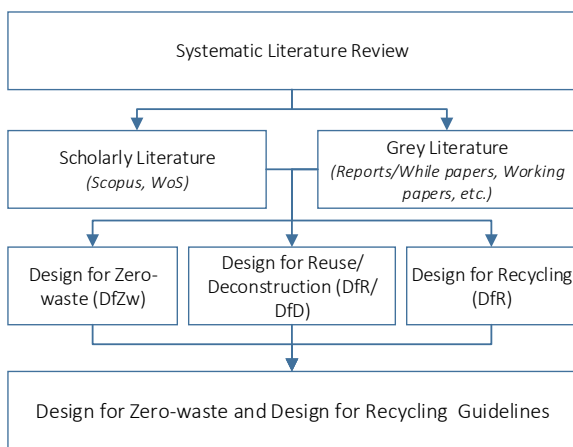 Systematic Literature Review
Scholarly Literature
(Scopus, WoS)
Grey Literature
(Reports/While papers, Working
papers, etc.)
Design for Zero-
waste (DfZw)
Design for Reuse/
Deconstruction (DfR/
DfD)
Design for Recycling
(DfR)
Design for Zero-waste and Design for Recycling Guidelines